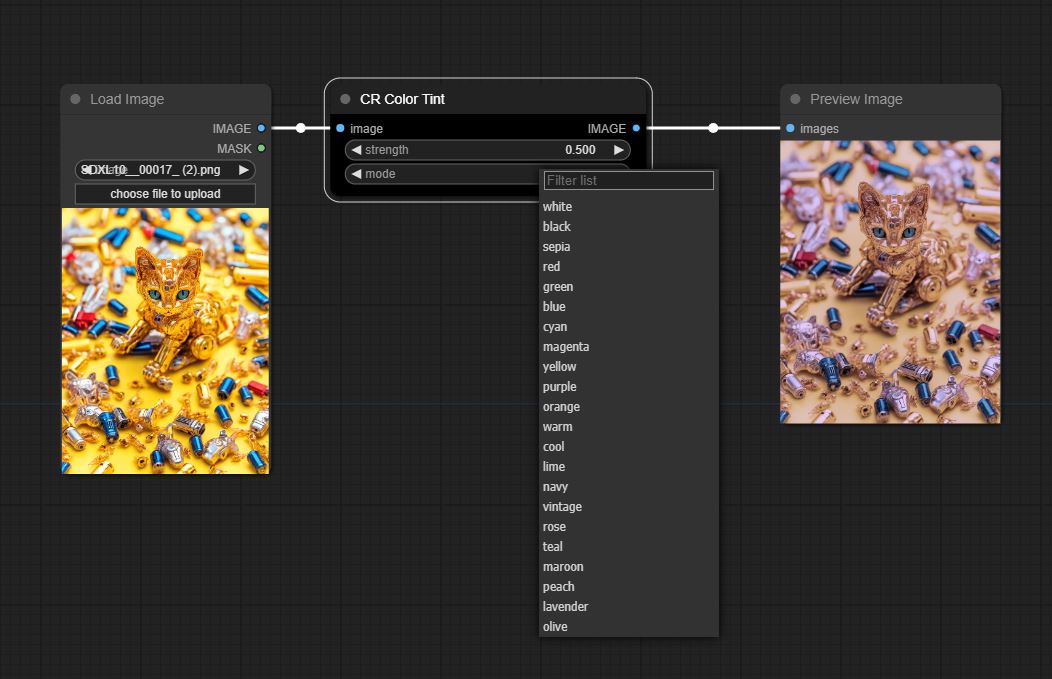 Load Image
IMAGE
MASK
SDXL10__00017_ (2).png
choose file to upload
CR Color Tint
image IMAGE
strength 0.500
mode
Filter list
white
black
sepia
red
green
blue
cyan
magenta
yellow
purple
orange
warm
cool
lime
navy
vintage
rose
teal
maroon
peach
lavender
olive
Preview Image
images